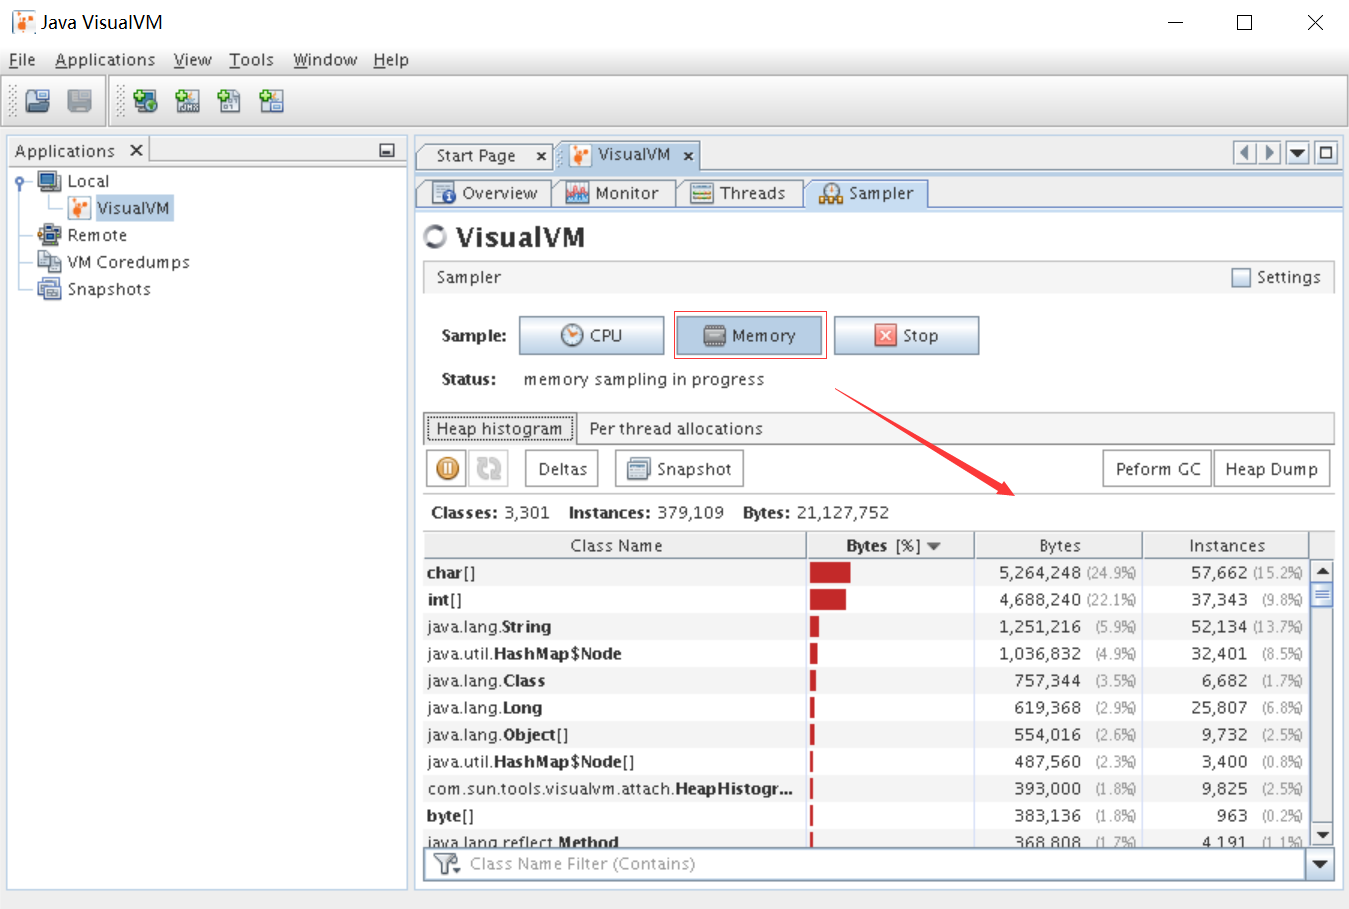 Java VisualVM
File Applications View Tools Window Help
Applications
Local
VisualVM
Remote
VM Coredumps
Snapshots
Start Page VisualVM
Overview Monitor Threads Sampler
VisualVM
Sampler Settings
Sample: CPU Memory Stop
Status: memory sampling in progress
Heap histogram Per thread allocations
Deltas Snapshot Peform GC Heap Dump
Classes: 3,301 Instances: 379,109 Bytes: 21,127,752
Class Name Bytes [%] Bytes Instances
char[] 5,264,248 (24.9%) 57,662 (15.2%)
int[] 4,688,240 (22.1%) 37,343 (9.8%)
java.lang.String 1,251,216 (5.9%) 52,134 (13.7%)
java.util.HashMap$Node 1,036,832 (4.9%) 32,401 (8.5%)
java.lang.Class 757,344 (3.5%) 6,682 (1.7%)
java.lang.Long 619,368 (2.9%) 25,807 (6.8%)
java.lang.Object[] 554,016 (2.6%) 9,732 (2.5%)
java.util.HashMap$Node[] 487,560 (2.3%) 3,400 (0.8%)
com.sun.tools.visualvm.attach.HeapHistogr... 393,000 (1.8%) 9,825 (2.5%)
byte[] 383,136 (1.8%) 963 (0.2%)
java.lang.reflect.Method 368,808 (1.7%) 4,191 (1.1%)
Class Name Filter (Contains)